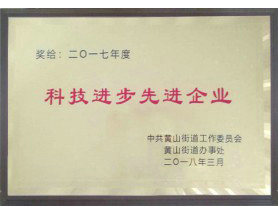 奖给：二〇一七年度
科技进步先进企业
中共黄山街道工作委员会
黄山街道办事处
二〇一八年三月